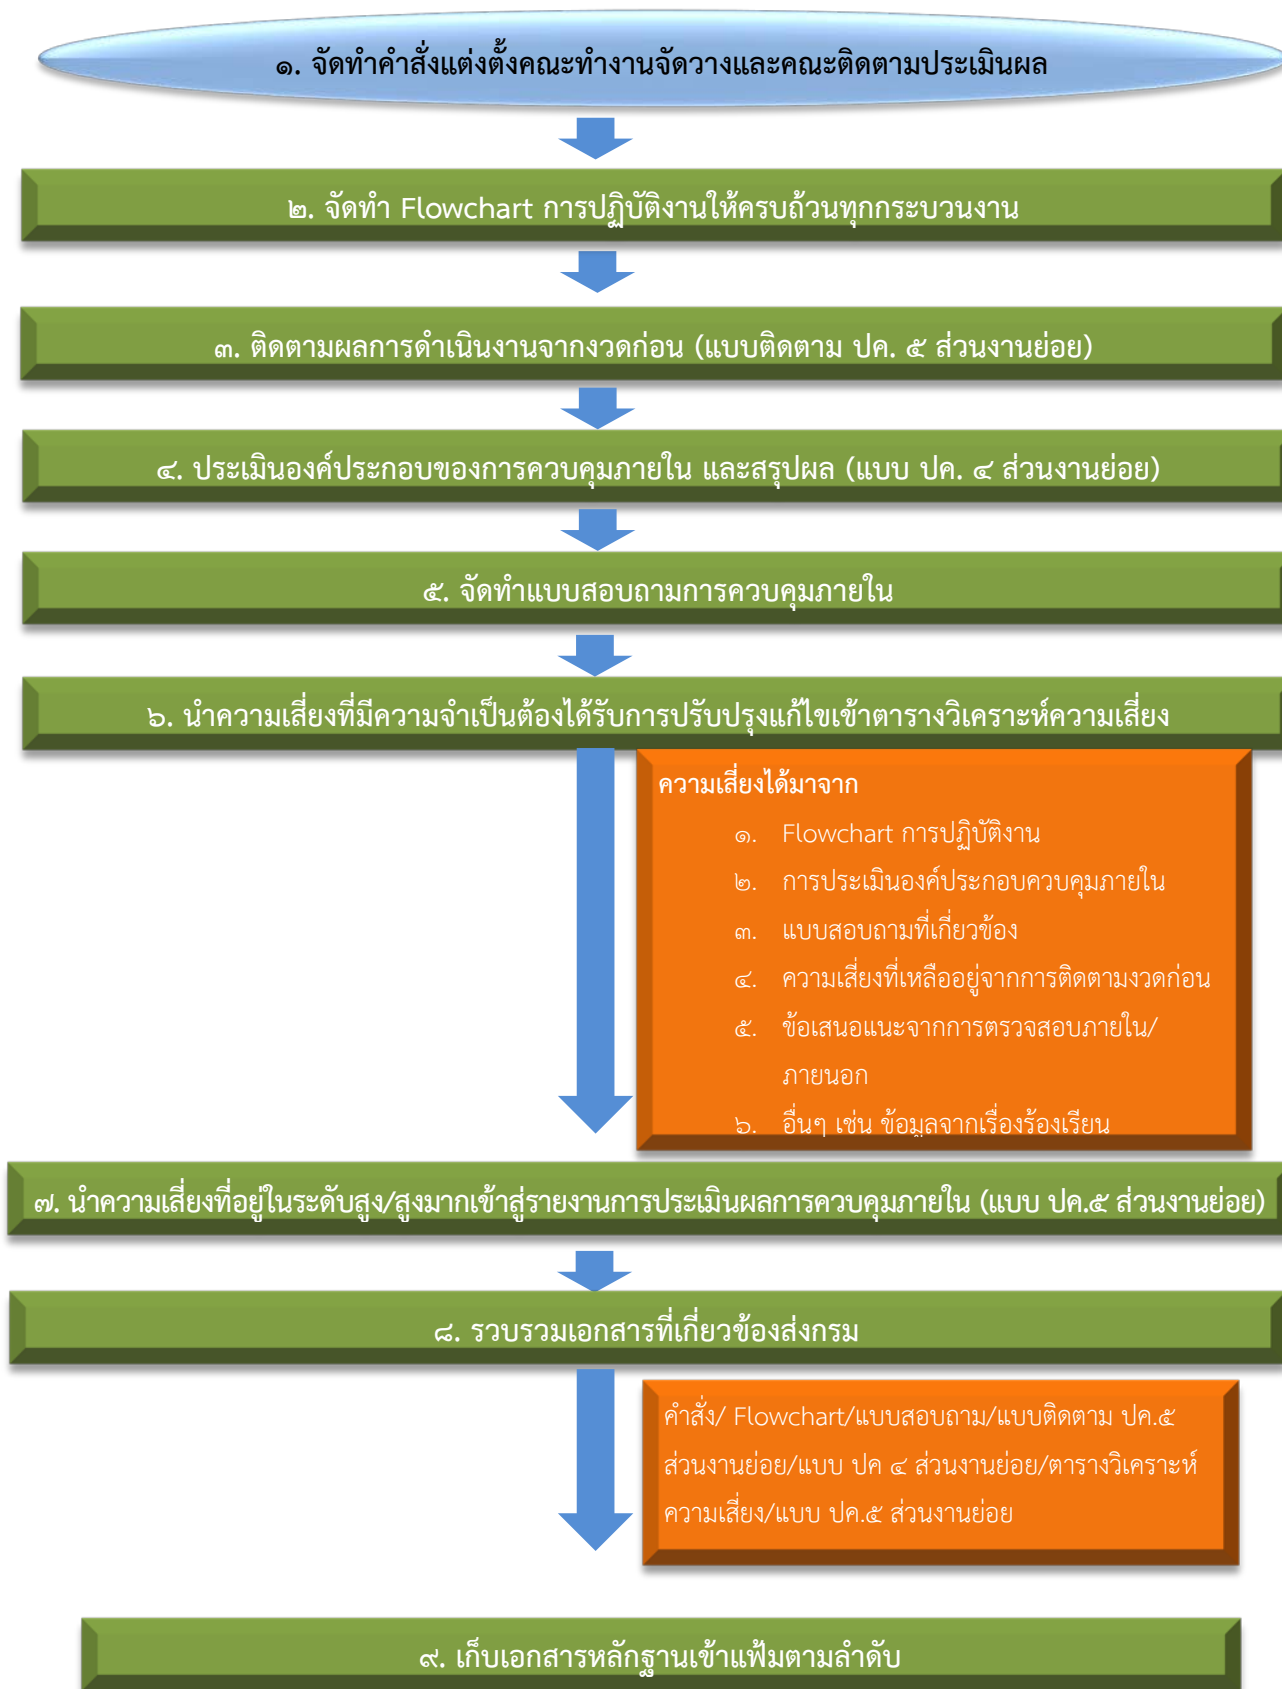 ๑. จัดทำคำสั่งแต่งตั้งคณะทำงานจัดวางและคณะติดตามประเมินผล
๒. จัดทำ Flowchart การปฏิบัติงานให้ครบถ้วนทุกกระบวนงาน
๓. ติดตามผลการดำเนินงานจากงวดก่อน (แบบติดตาม ปค. ๕ ส่วนงานย่อย)
๔. ประเมินองค์ประกอบของการควบคุมภายใน และสรุปผล (แบบ ปค. ๔ ส่วนงานย่อย)
๕. จัดทำแบบสอบถามการควบคุมภายใน
๖. นำความเสี่ยงที่มีความจำเป็นต้องได้รับการปรับปรุงแก้ไขเข้าตารางวิเคราะห์ความเสี่ยง
ความเสี่ยงได้มาจาก
๑. Flowchart การปฏิบัติงาน
๒. การประเมินองค์ประกอบควบคุมภายใน
๓. แบบสอบถามที่เกี่ยวข้อง
๔. ความเสี่ยงที่เหลืออยู่จากการติดตามงวดก่อน
๕. ข้อเสนอแนะจากการตรวจสอบภายใน/
ภายนอก
๖. อื่นๆ เช่น ข้อมูลจากเรื่องร้องเรียน
๗. นำความเสี่ยงที่อยู่ในระดับสูง/สูงมากเข้าสู่รายงานการประเมินผลการควบคุมภายใน (แบบ ปค.๕ ส่วนงานย่อย)
๘. รวบรวมเอกสารที่เกี่ยวข้องส่งกรม
คำสั่ง/ Flowchart/แบบสอบถาม/แบบติดตาม ปค.๕
ส่วนงานย่อย/แบบ ปค ๔ ส่วนงานย่อย/ตารางวิเคราะห์
ความเสี่ยง/แบบ ปค.๕ ส่วนงานย่อย
๙. เก็บเอกสารหลักฐานเข้าแฟ้มตามลำดับ